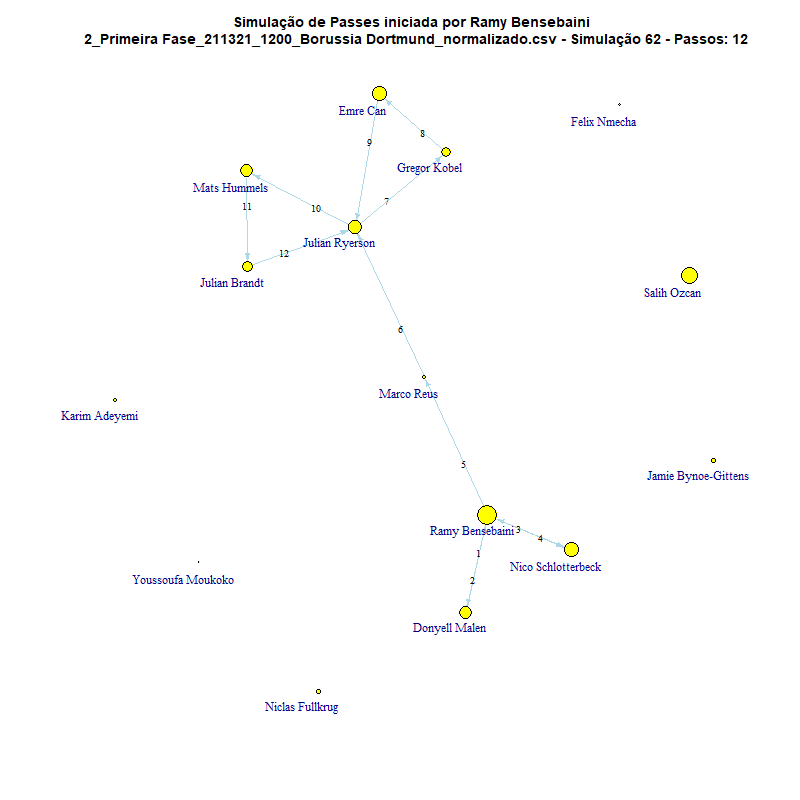 Simulação de Passes iniciada por Ramy Bensebaini
2_Primeira Fase_211321_1200_Borussia Dortmund_normalizado.csv - Simulação 62 - Passos: 12
Emre Can
Felix Nmecha
8
9
Gregor Kobel
Mats Hummels
7
11
10
Julian Ryerson
12
Julian Brandt
Salih Ozcan
6
Marco Reus
Karim Adeyemi
5
Jamie Bynoe-Gittens
Ramy Bensebaini
3
4
1
Nico Schlotterbeck
2
Youssoufa Moukoko
Donyell Malen
Niclas Fullkrug